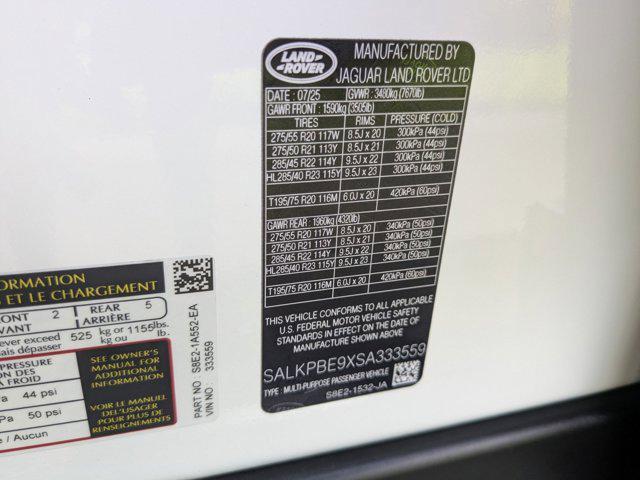 LAND ROVER
MANUFACTURED BY
JAGUAR LAND ROVER LTD
DATE : 07/25 GVWR : 3480kg (7670lb)
GAWR FRONT : 1590kg (3505lb)
TIRES RIMS PRESSURE (COLD)
275/55 R20 117W 8.5J x 20 300kPa (44psi)
275/50 R21 113Y 8.5J x 21 300kPa (44psi)
285/45 R22 114Y 9.5J x 22 300kPa (44psi)
HL285/40 R23 115Y 9.5J x 23 300kPa (44psi)
T195/75 R20 116M 6.0J x 20 420kPa (60psi)
GAWR REAR : 1960kg (4320lb)
275/55 R20 117W 8.5J x 20 340kPa (50psi)
275/50 R21 113Y 8.5J x 21 340kPa (50psi)
285/45 R22 114Y 9.5J x 22 340kPa (50psi)
HL285/40 R23 115Y 9.5J x 23 340kPa (50psi)
T195/75 R20 116M 6.0J x 20 420kPa (60psi)
THIS VEHICLE CONFORMS TO ALL APPLICABLE
U.S. FEDERAL MOTOR VEHICLE SAFETY
STANDARDS IN EFFECT ON THE DATE OF
MANUFACTURE SHOWN ABOVE.
SALKPBE9XSA333559
TYPE : MULTI-PURPOSE PASSENGER VEHICLE
S8E2-1532-JA
FORMATION
ET LE CHARGEMENT
FRONT 2 REAR 5
AVANT ARRIÈRE
ever exceed 525 kg or 1155 lbs.
mais dépasser kg ou lb.
PRESSURE
SEE OWNER'S
MANUAL FOR
ADDITIONAL
INFORMATION
À FROID
44 psi
50 psi
/ Aucun
VOIR LE MANUEL
DE L'USAGER
POUR PLUS DE
RENSEIGNEMENTS
PART NO S8E2-1A552-EA
VIN NO 333559